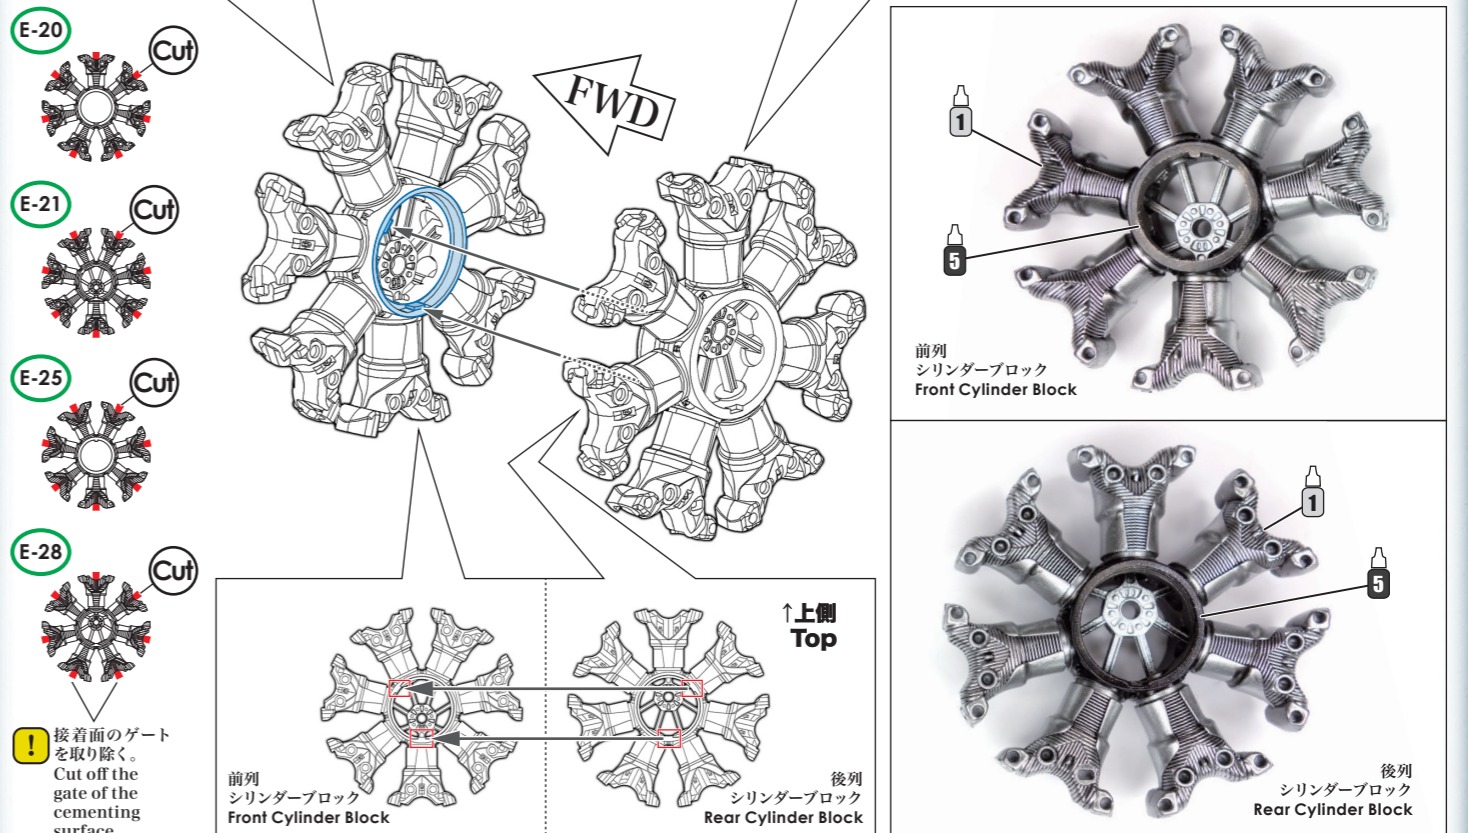 E-20
Cut
E-21
Cut
E-25
Cut
E-28
Cut
!
接着面のゲート
を取り除く。
Cut off the
gate of the
cementing
surface
FWD
↑上側
Top
前列
シリンダーブロック
Front Cylinder Block
後列
シリンダーブロック
Rear Cylinder Block
1
5
前列
シリンダーブロック
Front Cylinder Block
1
5
後列
シリンダーブロック
Rear Cylinder Block